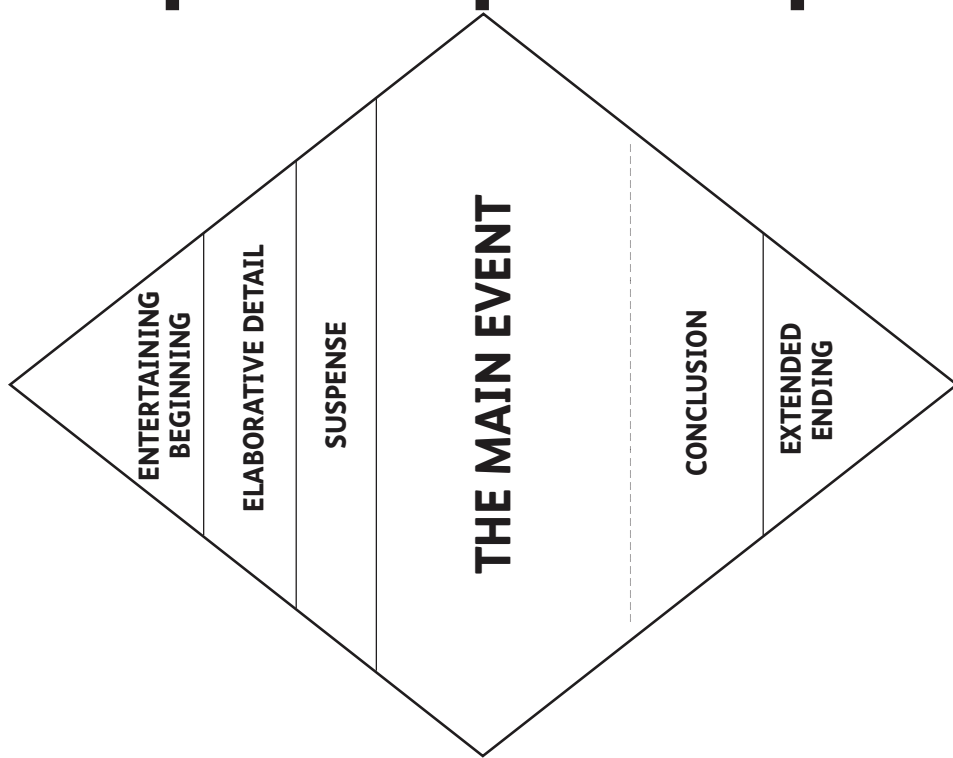 ENTERTAINING
BEGINNING
ELABORATIVE DETAIL
SUSPENSE
THE MAIN EVENT
CONCLUSION
EXTENDED
ENDING